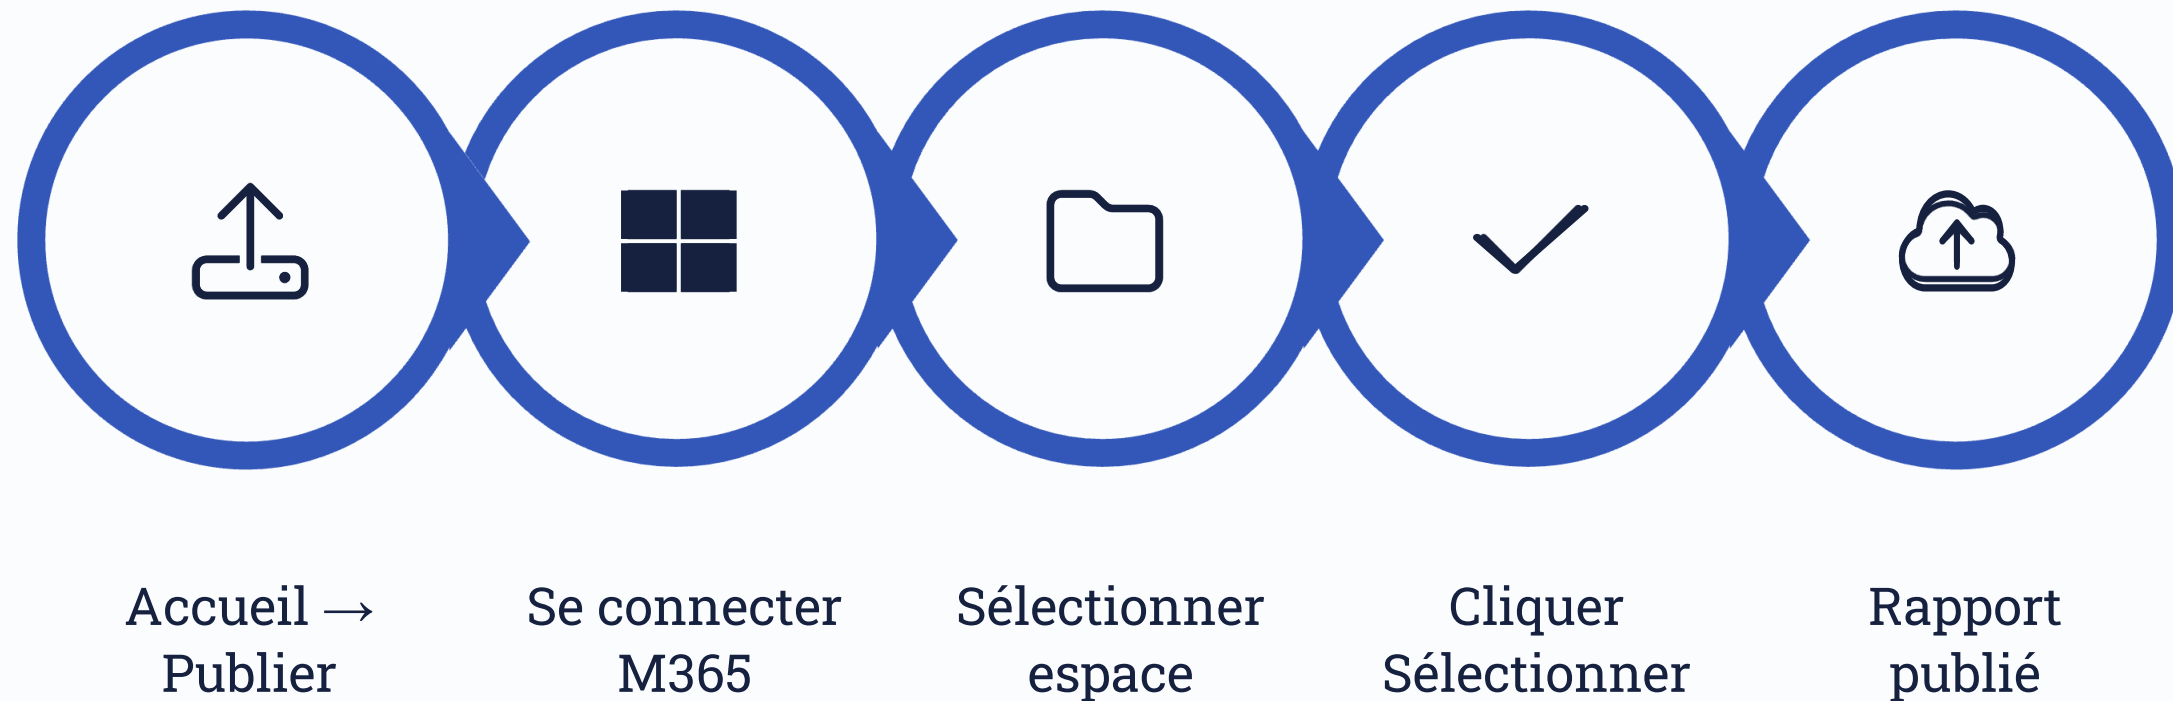 Accueil →
Publier
Se connecter
M365
Sélectionner
espace
Cliquer
Sélectionner
Rapport
publié